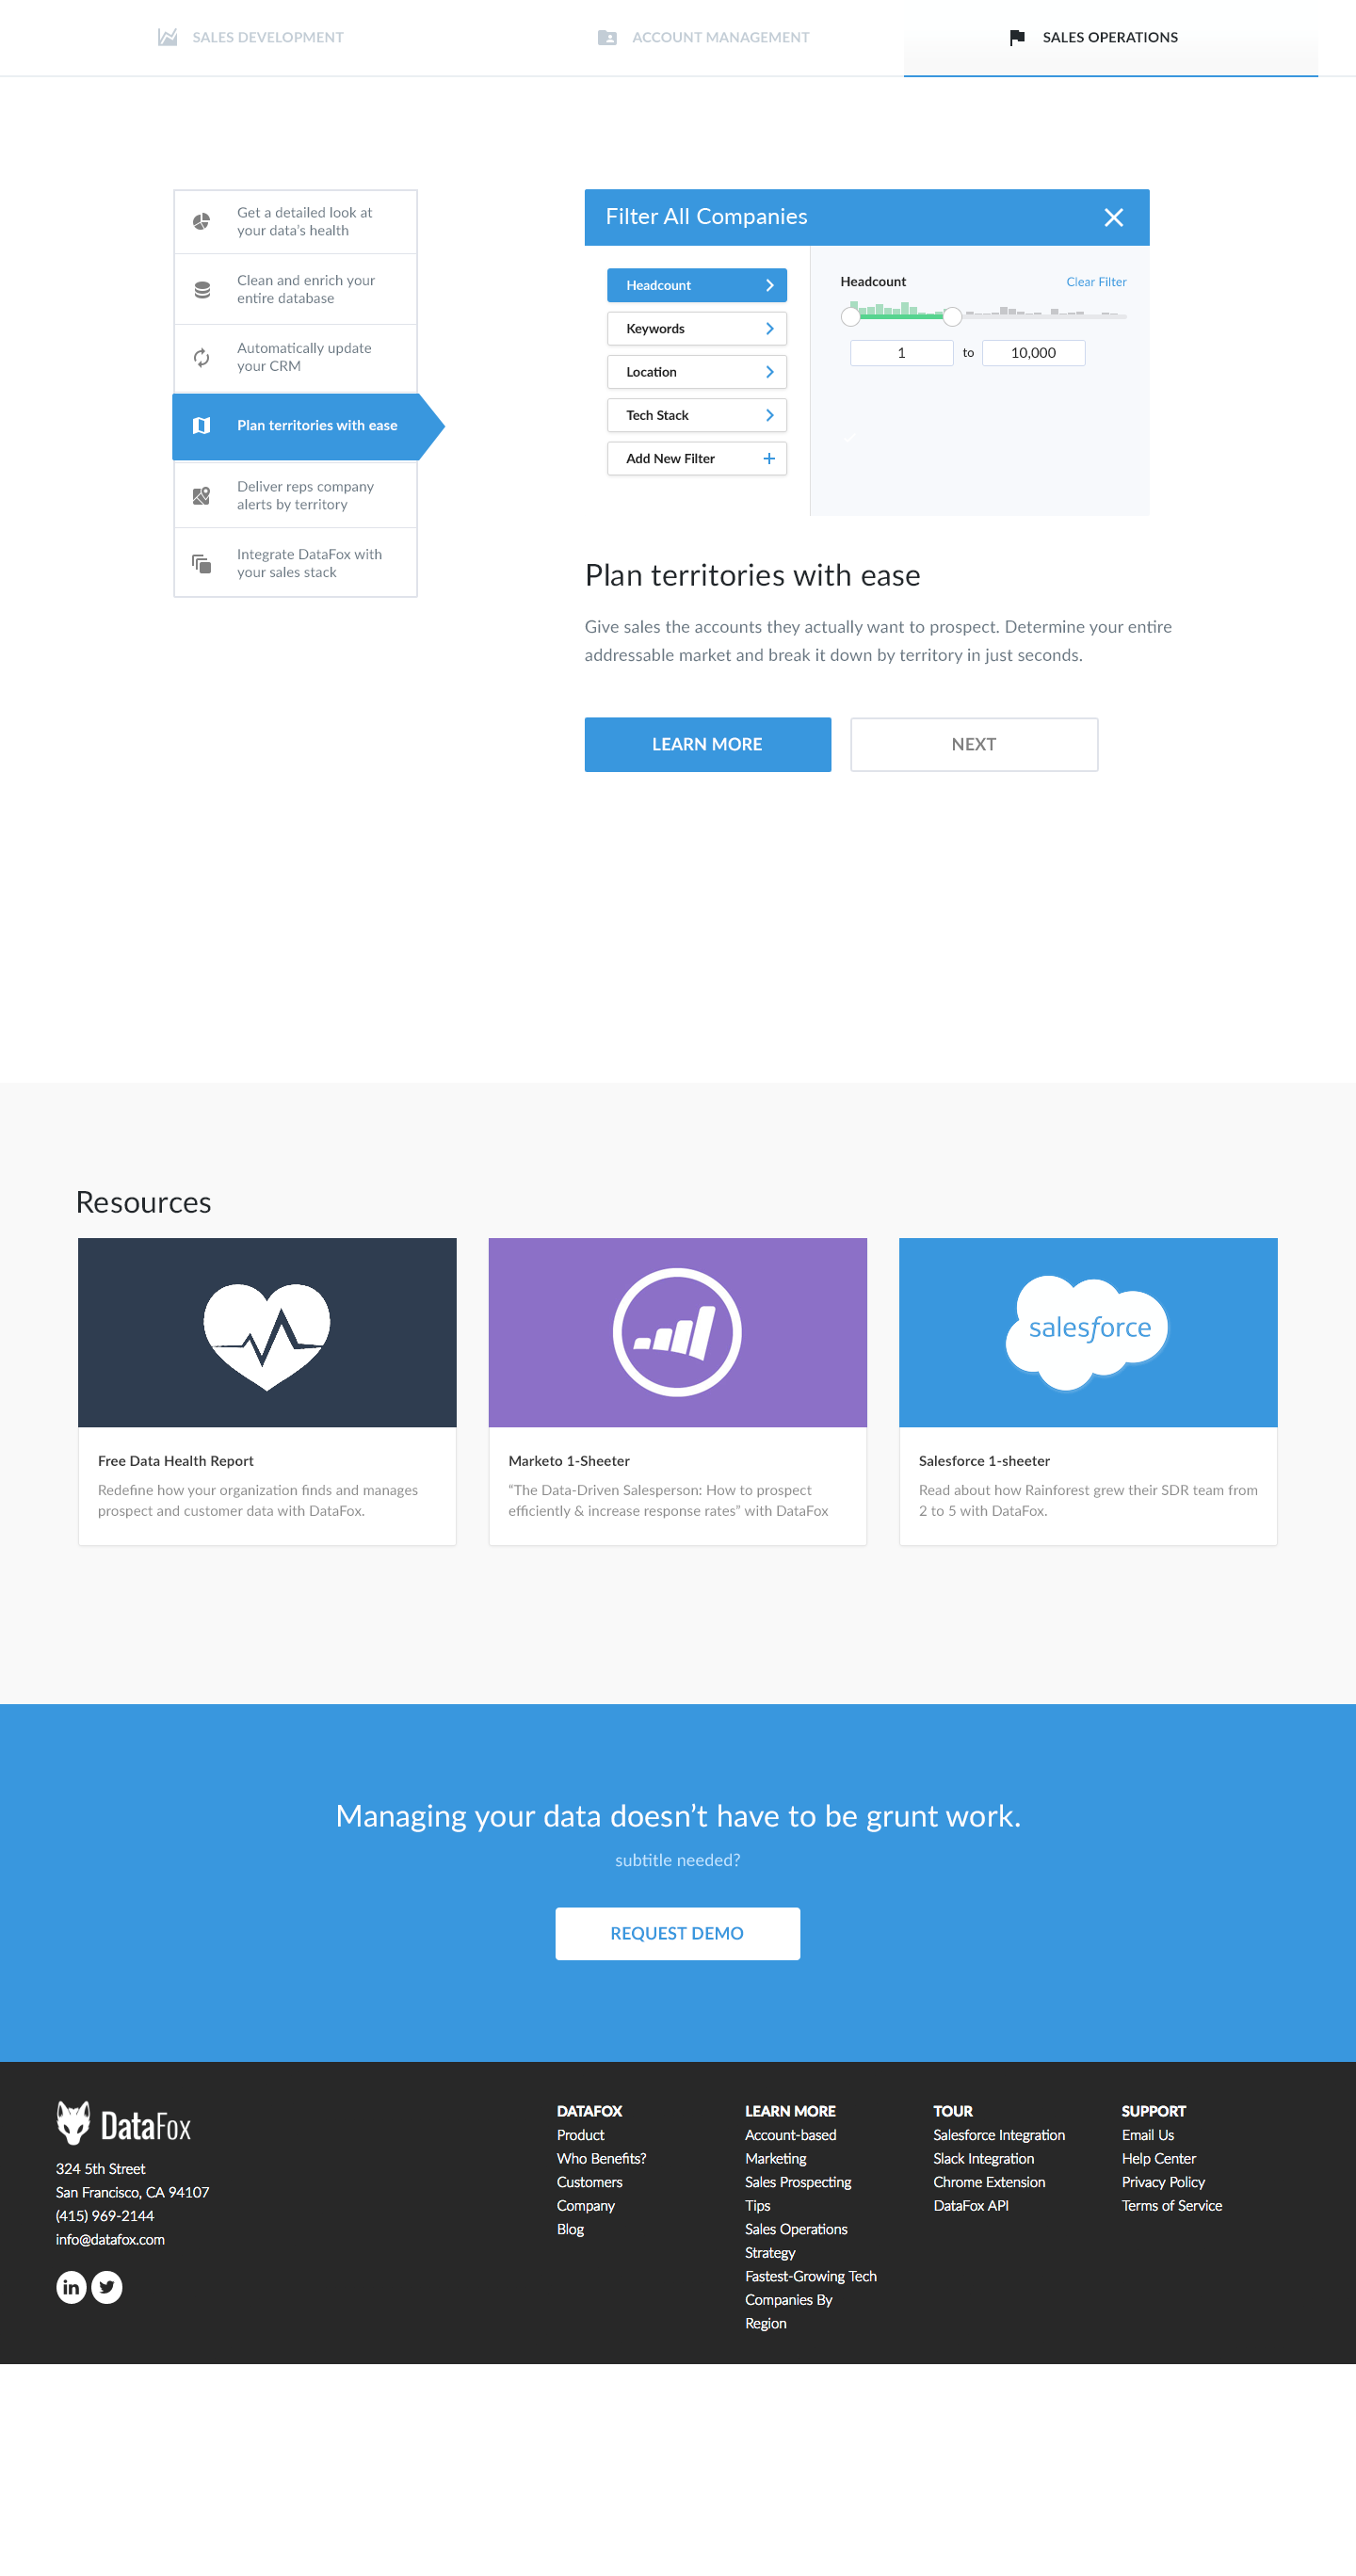 SALES DEVELOPMENT
ACCOUNT MANAGEMENT
SALES OPERATIONS
Get a detailed look at
your data's health
Clean and enrich your
entire database
Automatically update
your CRM
Plan territories with ease
Deliver reps company
alerts by territory
Integrate DataFox with
your sales stack
Filter All Companies
Headcount
Keywords
Location
Tech Stack
Add New Filter
Headcount
Clear Filter
1 to 10,000
Plan territories with ease
Give sales the accounts they actually want to prospect. Determine your entire
addressable market and break it down by territory in just seconds.
LEARN MORE
NEXT
Resources
salesforce
Free Data Health Report
Redefine how your organization finds and manages
prospect and customer data with DataFox.
Marketo 1-Sheeter
“The Data-Driven Salesperson: How to prospect
efficiently & increase response rates” with DataFox
Salesforce 1-sheeter
Read about how Rainforest grew their SDR team from
2 to 5 with DataFox.
Managing your data doesn’t have to be grunt work.
subtitle needed?
REQUEST DEMO
DataFox
324 5th Street
San Francisco, CA 94107
(415) 969-2144
info@datafox.com
in
DATAFOX
Product
Who Benefits?
Customers
Company
Blog
LEARN MORE
Account-based
Marketing
Sales Prospecting
Tips
Sales Operations
Strategy
Fastest-Growing Tech
Companies By
Region
TOUR
Salesforce Integration
Slack Integration
Chrome Extension
DataFox API
SUPPORT
Email Us
Help Center
Privacy Policy
Terms of Service